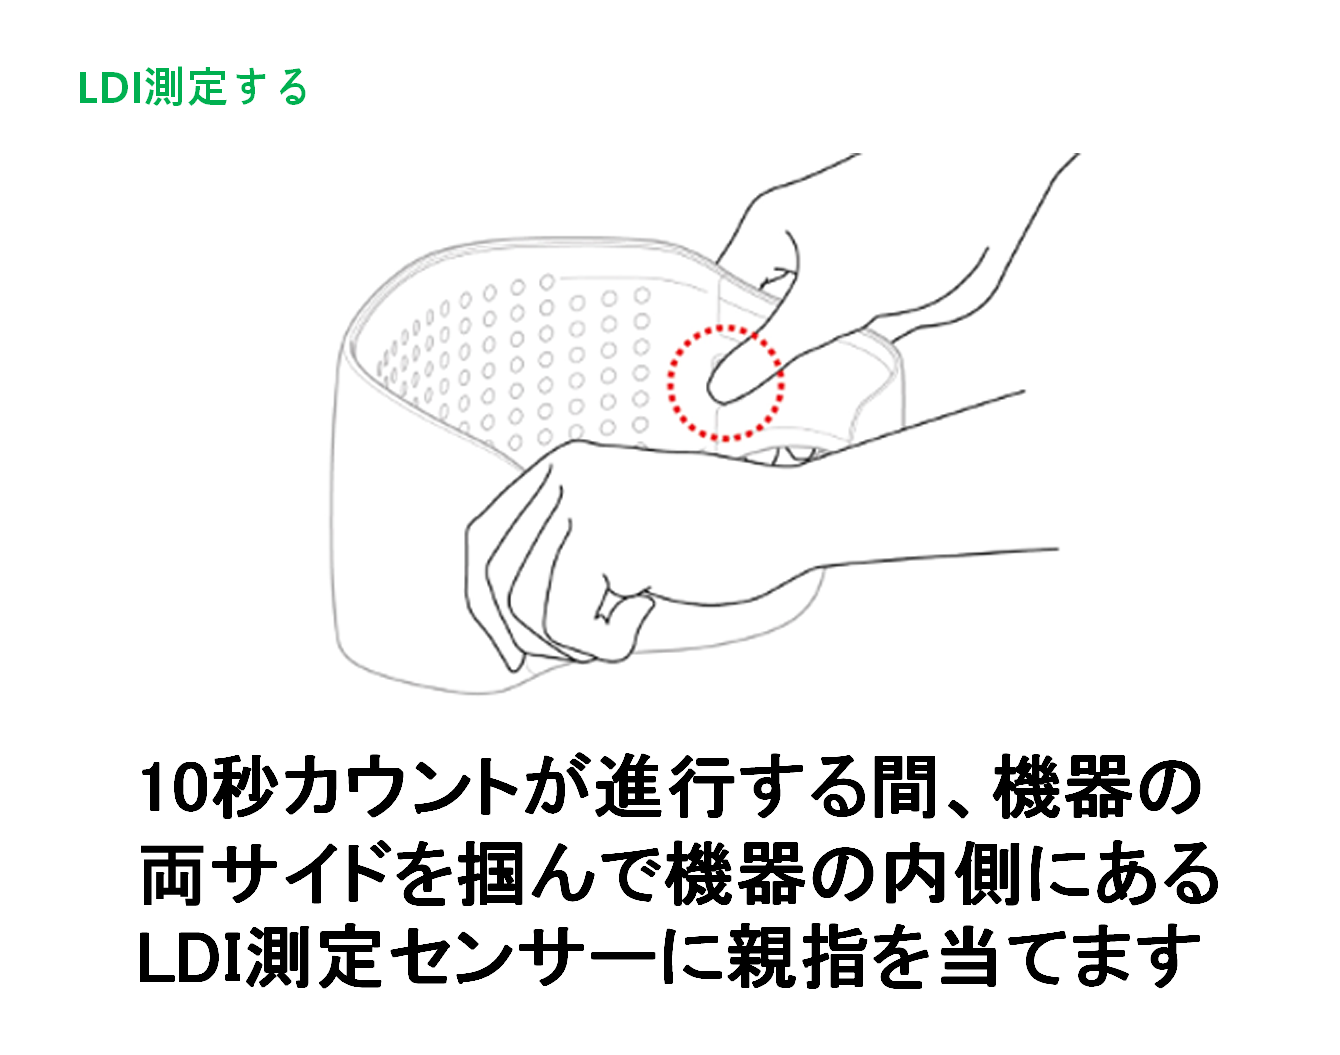 LDI測定する
10秒カウントが進行する間、機器の
両サイドを掴んで機器の内側にある
LDI測定センサーに親指を当てます